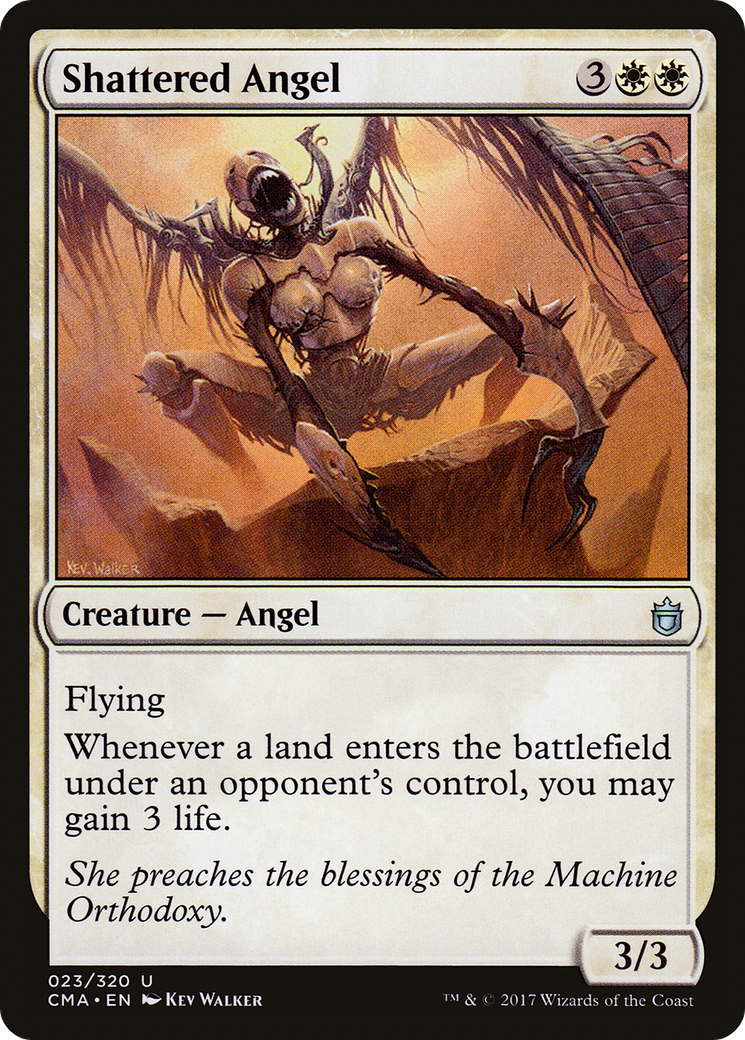 Shattered Angel 3
KEV. WALKER
Creature — Angel
Flying
Whenever a land enters the battlefield
under an opponent's control, you may
gain 3 life.
She preaches the blessings of the Machine
Orthodoxy.
3/3
023/320 U
CMA • EN Kev Walker
™ & © 2017 Wizards of the Coast